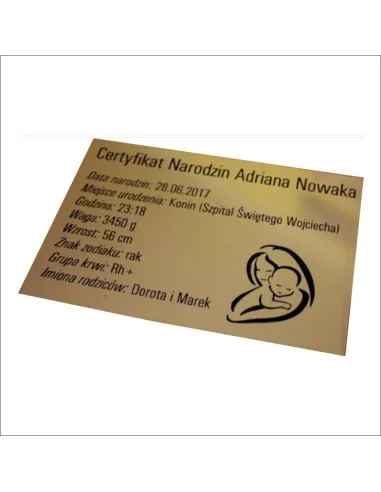 Certyfikat Narodzin Adriana Nowaka
Data narodzin: 28.06.2017
Miejsce urodzenia: Konin (Szpital Świętego Wojciecha)
Godzina: 23:18
Waga: 3450 g
Wzrost: 56 cm
Znak zodiaku: rak
Grupa krwi: Rh +
Imiona rodziców: Dorota i Marek